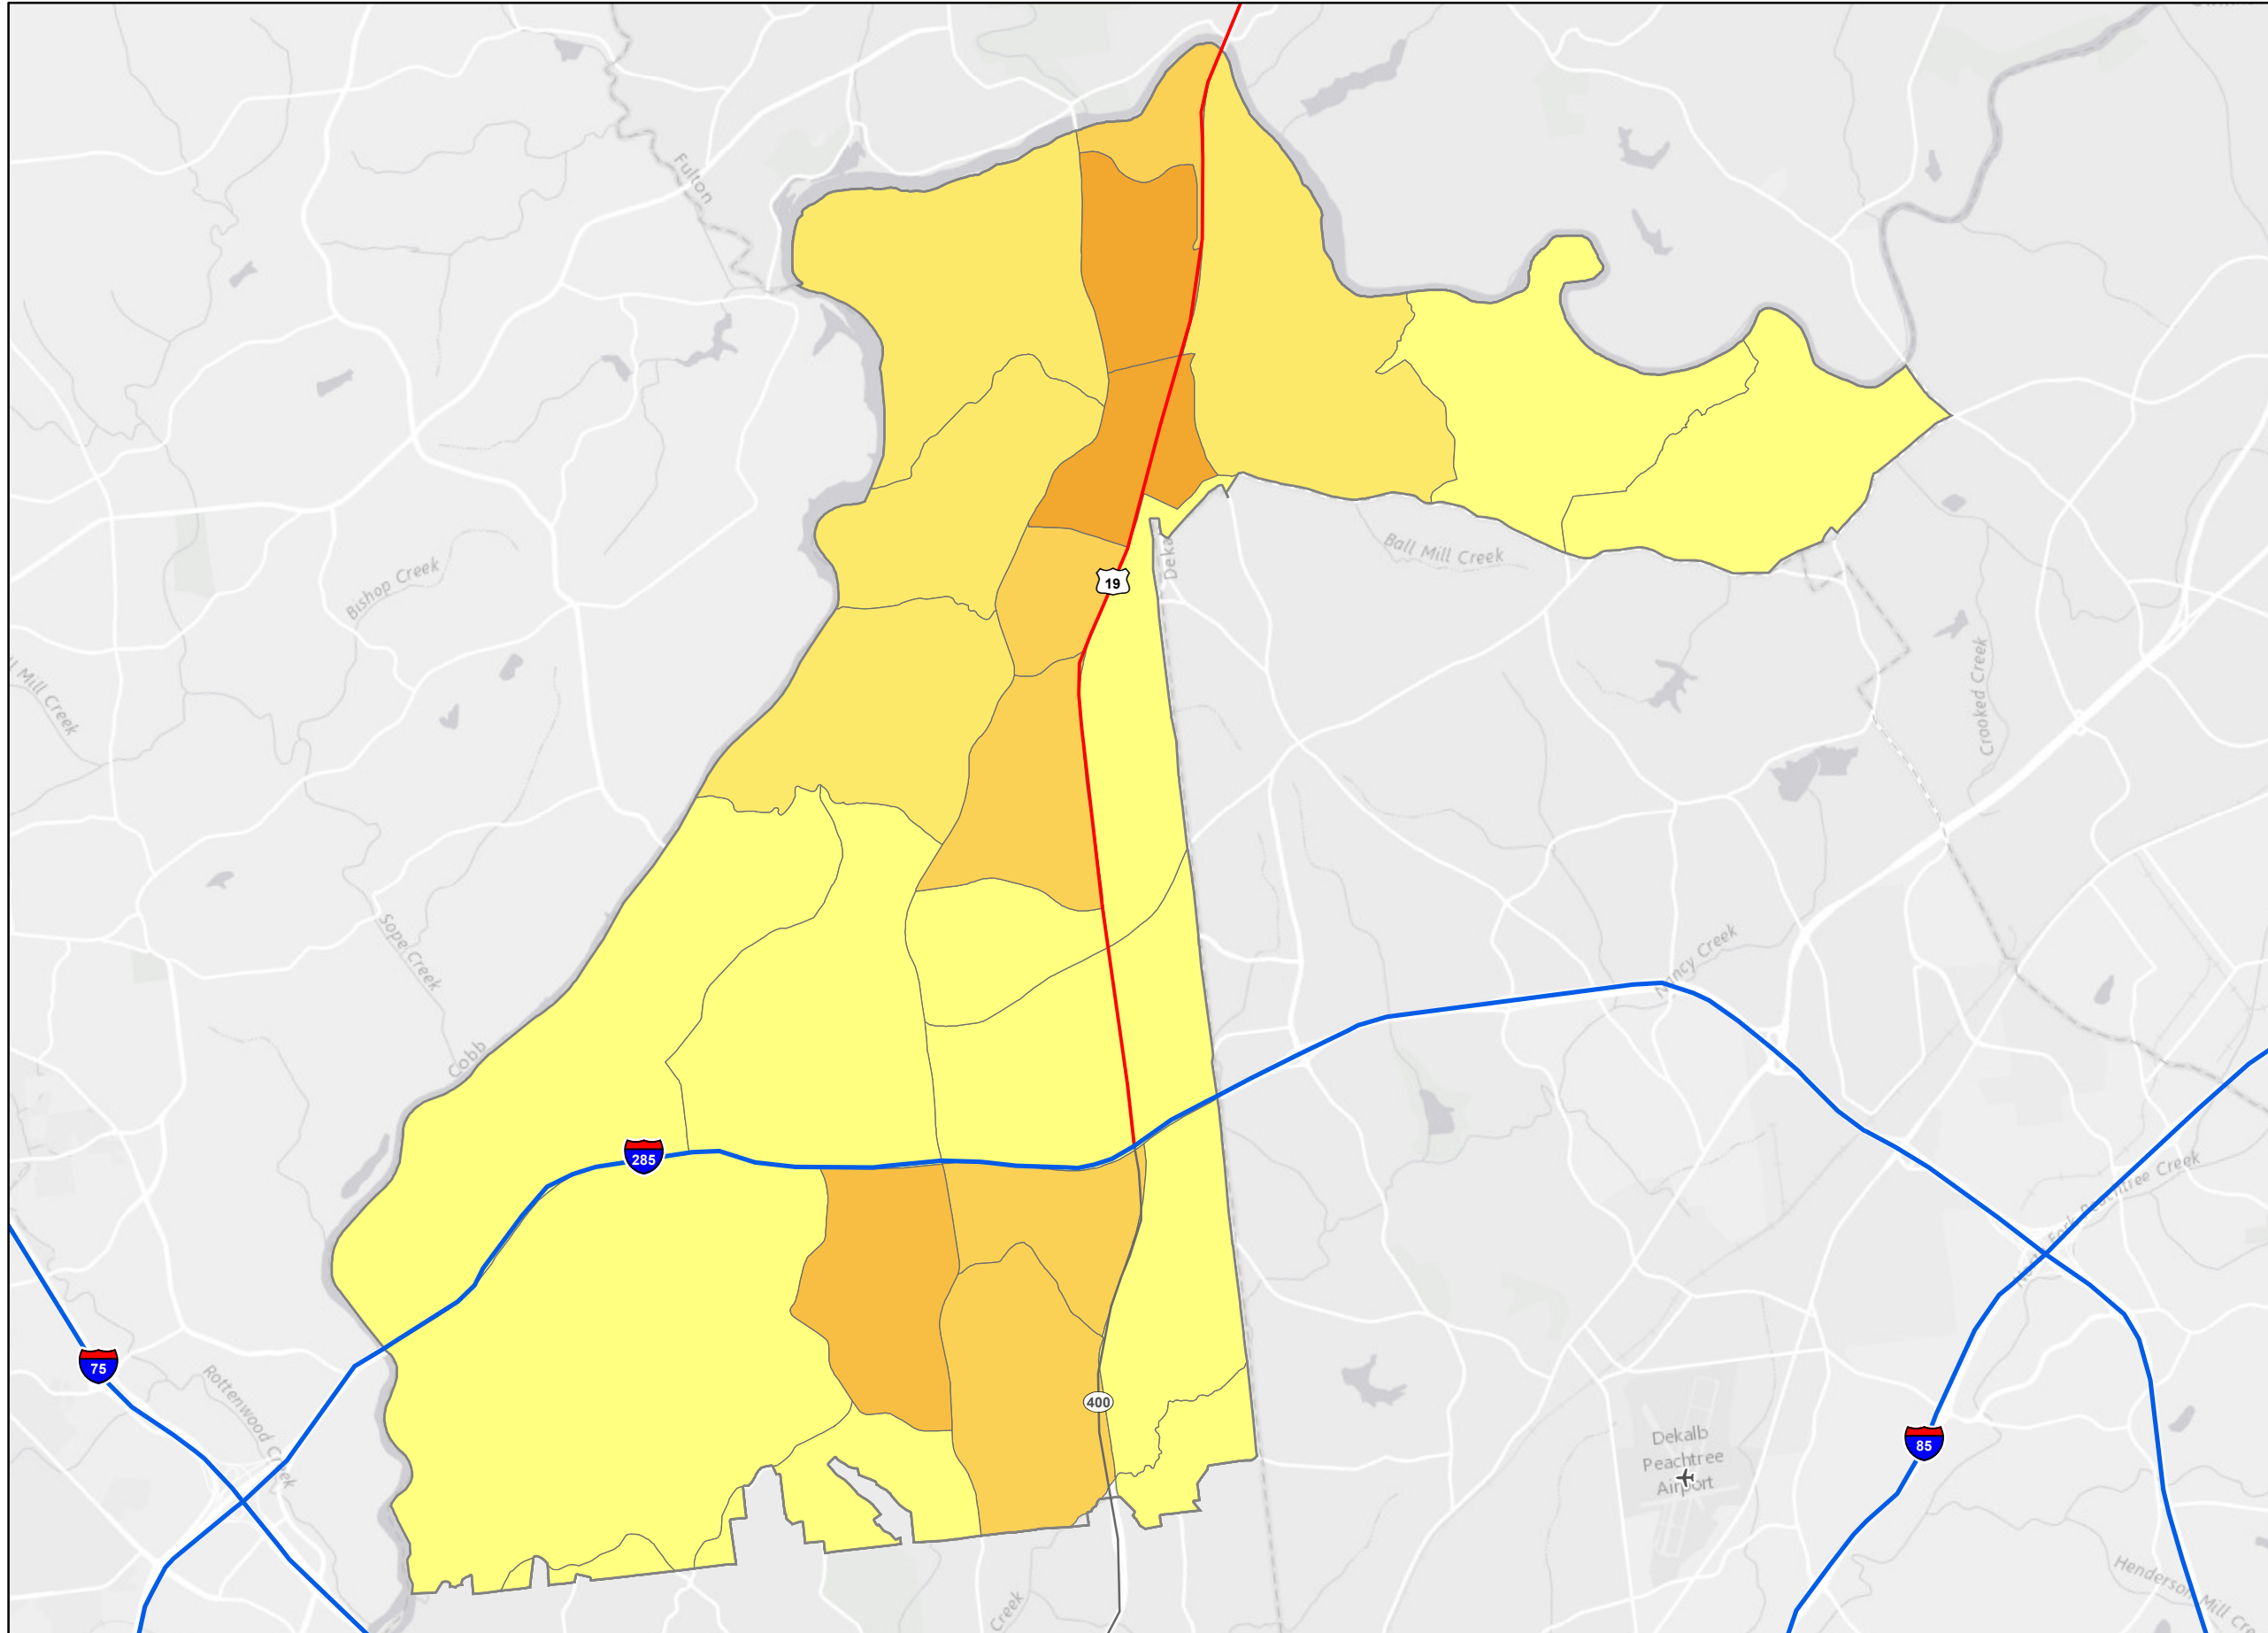 Fulton
Bishop Creek
19
Deka
Ball Mill Creek
Mill Creek
Crooked Creek
Sope Creek
Nancy Creek
Cobb
285
Peachtree Creek
75
Rottenwood Creek
400
85
Dekalb
Peachtree
Airport
Henderson Mill
Creek